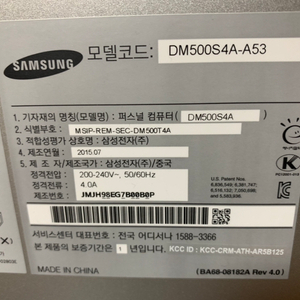 SAMSUNG
모델코드: DM500S4A-A53
1. 기자재의 명칭(모델명): 퍼스널 컴퓨터 (DM500S4A)
2. 식별부호: MSIP-REM-SEC-DM500T4A
3. 적합성평가 상호명: 삼성전자(주)
4. 제조연월: 2015.07
5. 제조자/제조국가: 삼성전자(주)/중국
정격전압: 200-240V~, 50/60Hz
정격전류: 4.0A
서비스센터 대표번호: 전국 어디서나 1588-3366
본 제품의 보증기간은 1 년입니다. KCC ID : KCC-CRM-ATH-AR5B125
MADE IN CHINA
(BA68-08182A Rev 4.0)